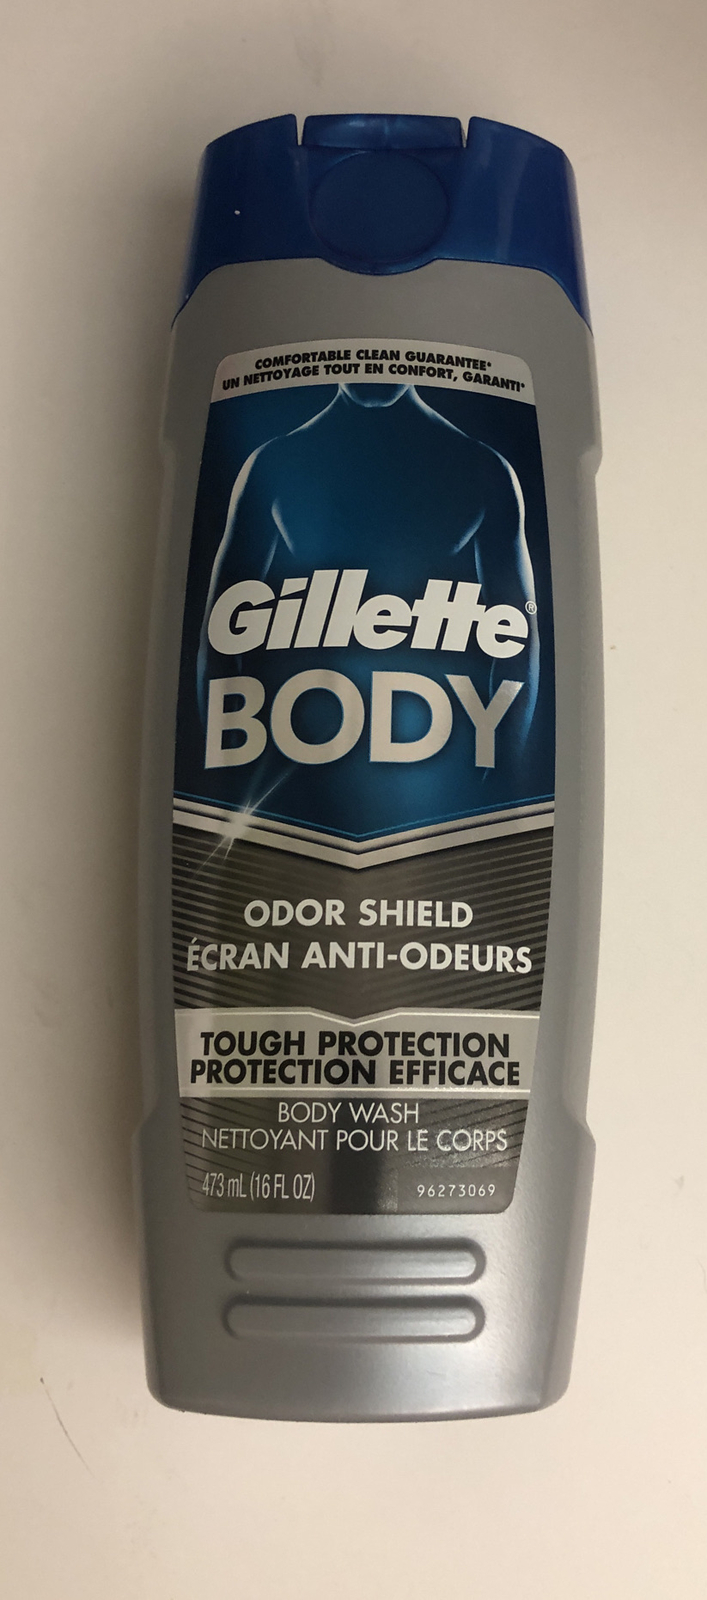 COMFORTABLE CLEAN GUARANTEE*
UN NETTOYAGE TOUT EN CONFORT, GARANTI*
Gillette®
BODY
ODOR SHIELD
ÉCRAN ANTI-ODEURS
TOUGH PROTECTION
PROTECTION EFFICACE
BODY WASH
NETTOYANT POUR LE CORPS
473 mL (16 FL OZ) 96273069